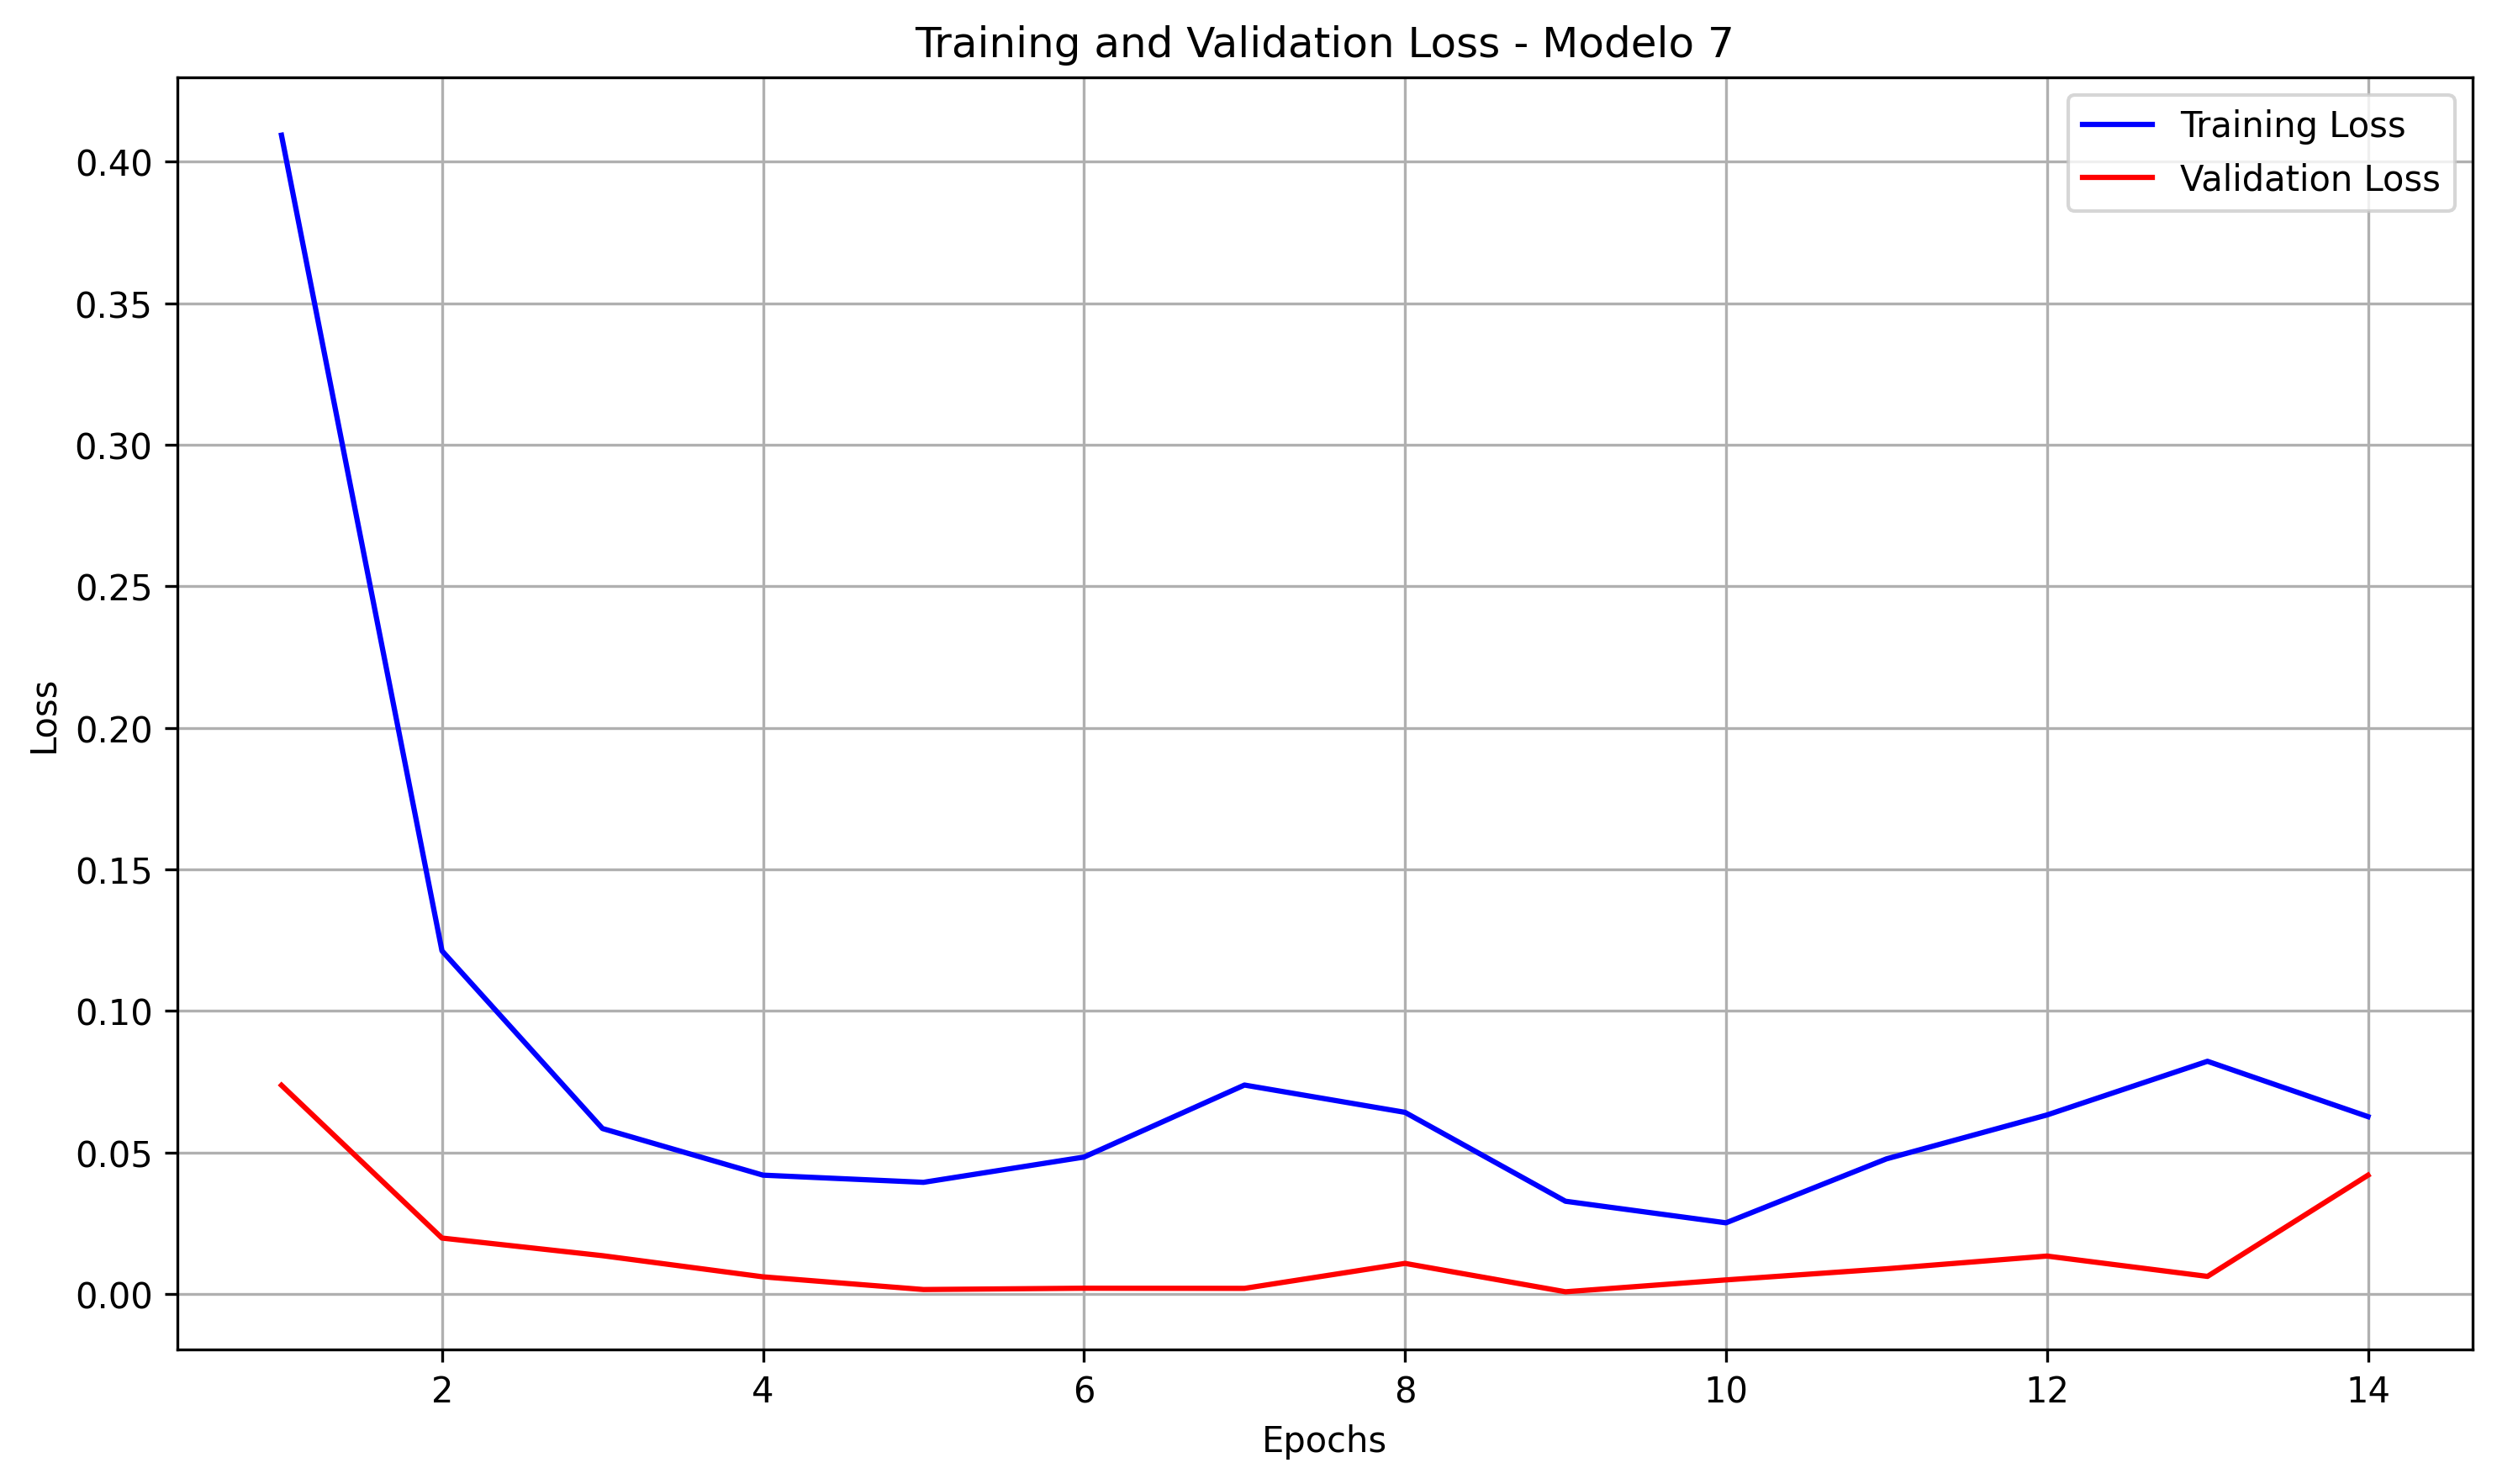 Training and Validation Loss - Modelo 7
Training Loss
Validation Loss
0.40
0.35
0.30
0.25
0.20
0.15
0.10
0.05
0.00
Loss
2 4 6 8 10 12 14
Epochs